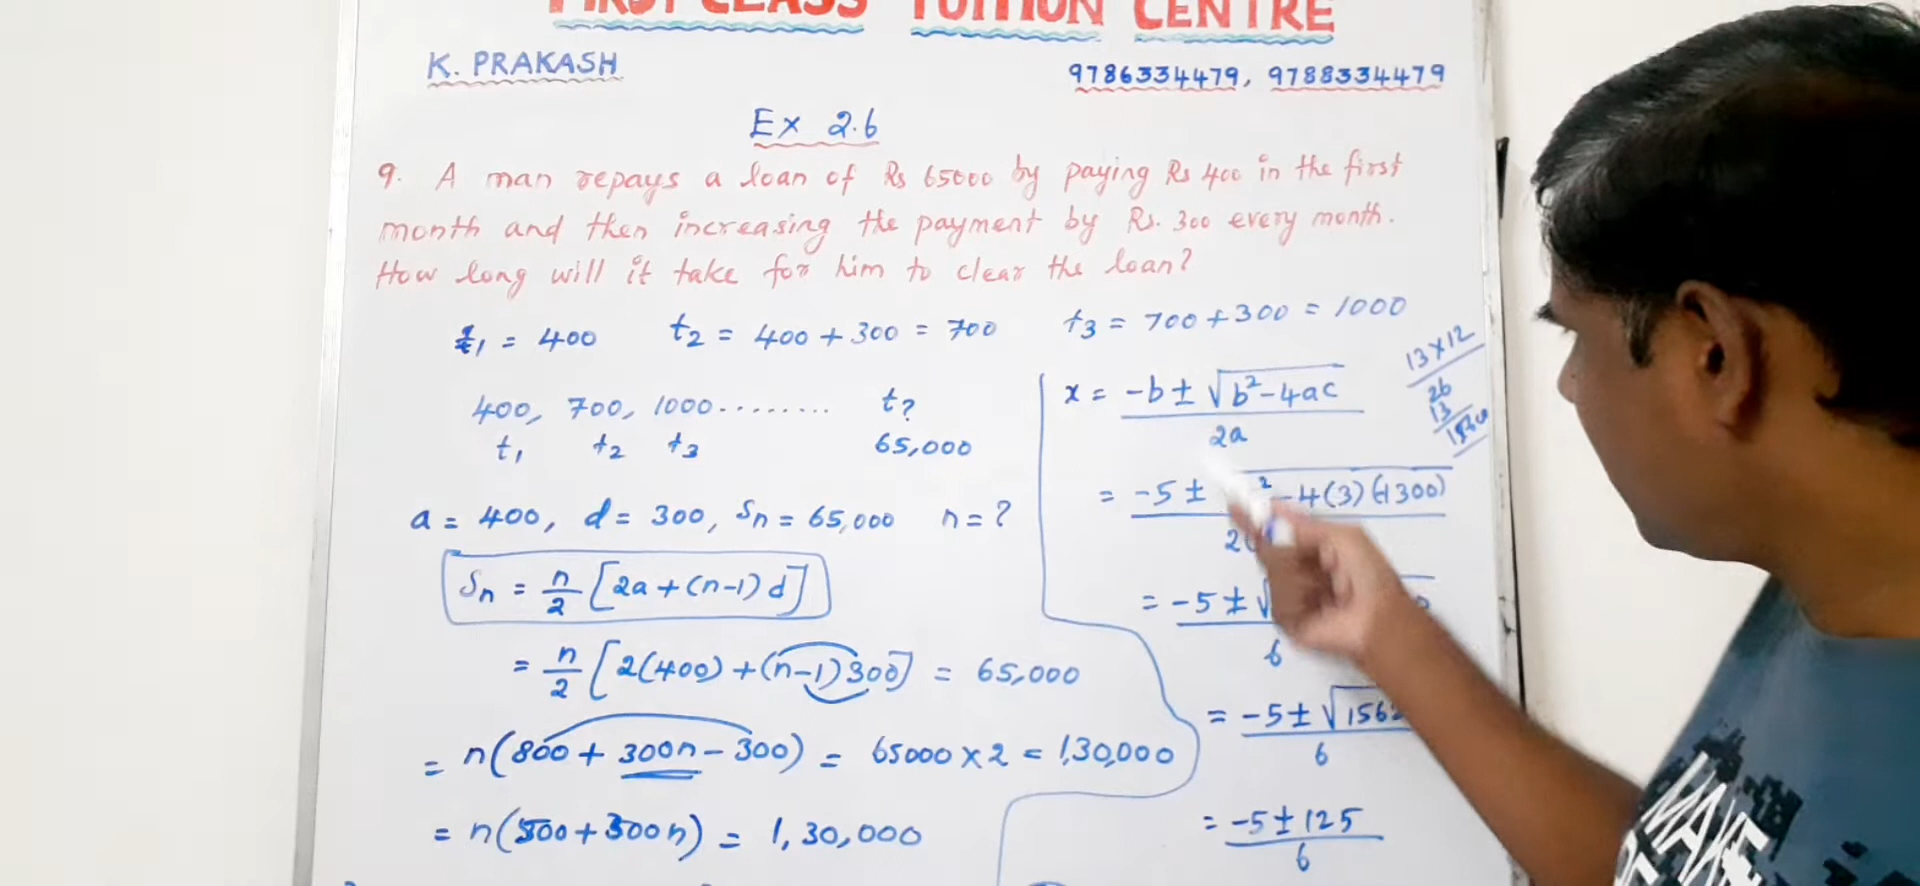 FIRST CLASS TUITION CENTRE
K. PRAKASH
9786334479, 9788334479
Ex 2.6
9. A man repays a loan of Rs 65000 by paying Rs 400 in the first
month and then increasing the payment by Rs. 300 every month.
How long will it take for him to clear the loan?
t₁ = 400 t₂ = 400 + 300 = 700 t₃ = 700 + 300 = 1000
400, 700, 1000 ........ t?
t₁ t₂ t₃ 65,000
a = 400, d = 300, Sn = 65,000 n = ?
Sn = n/2 [2a + (n-1) d]
= n/2 [2(400) + (n-1)300] = 65,000
= n(800 + 300n - 300) = 65000 × 2 = 1,30,000
= n(500 + 300n) = 1,30,000
x = -b ± √b² - 4ac
2a
= -5 ± ² - 4(3)(-1300)
2(
= -5 ± √
6
= -5 ± √1562
6
= -5 ± 125
6
13 × 12
26
13